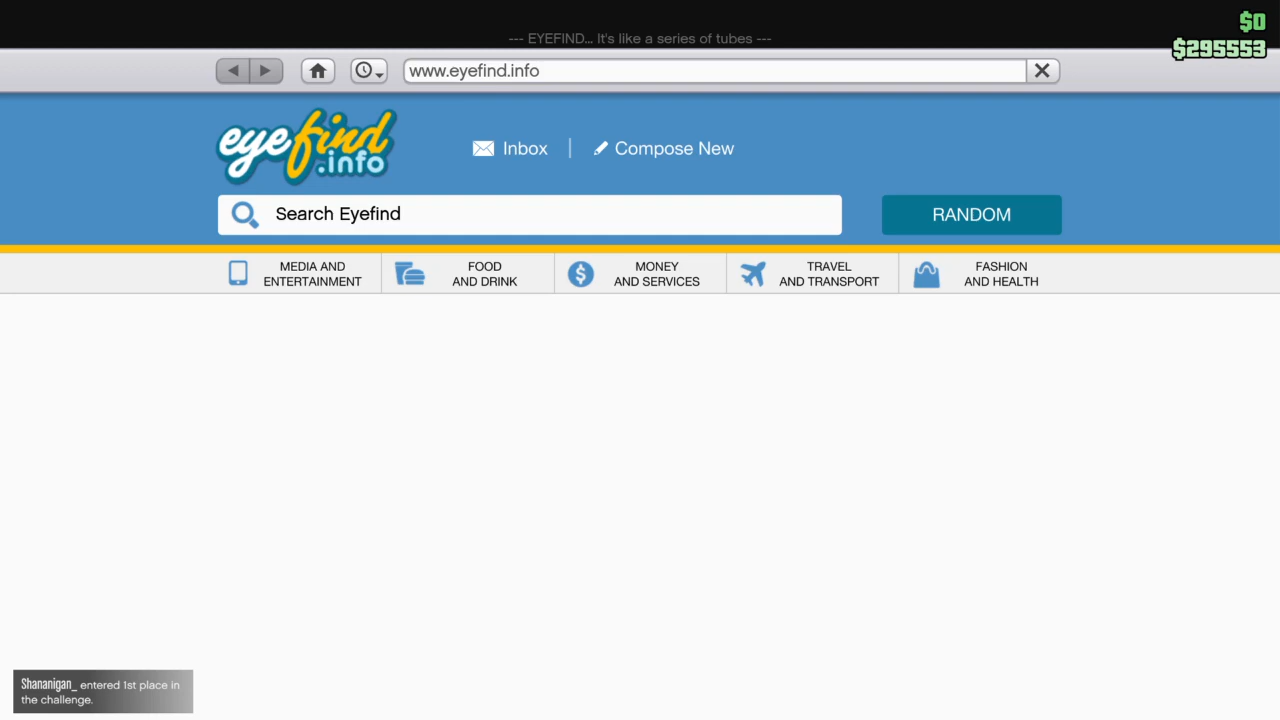 $0
--- EYEFIND... It's like a series of tubes ---
$295553
www.eyefind.info
eyefind
.info
Inbox
Compose New
Search Eyefind
RANDOM
MEDIA AND
ENTERTAINMENT
FOOD
AND DRINK
MONEY
AND SERVICES
TRAVEL
AND TRANSPORT
FASHION
AND HEALTH
Shananigan_ entered 1st place in
the challenge.